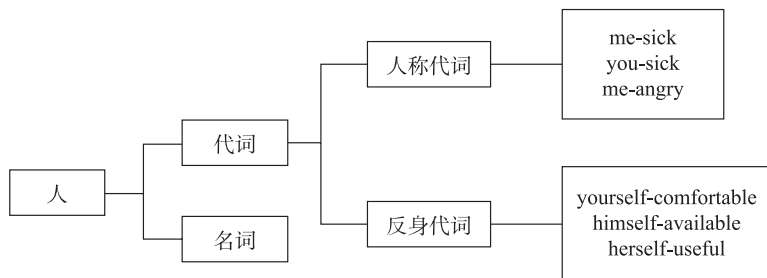 人
代词
名词
人称代词
反身代词
me-sick
you-sick
me-angry
yourself-comfortable
himself-available
herself-useful